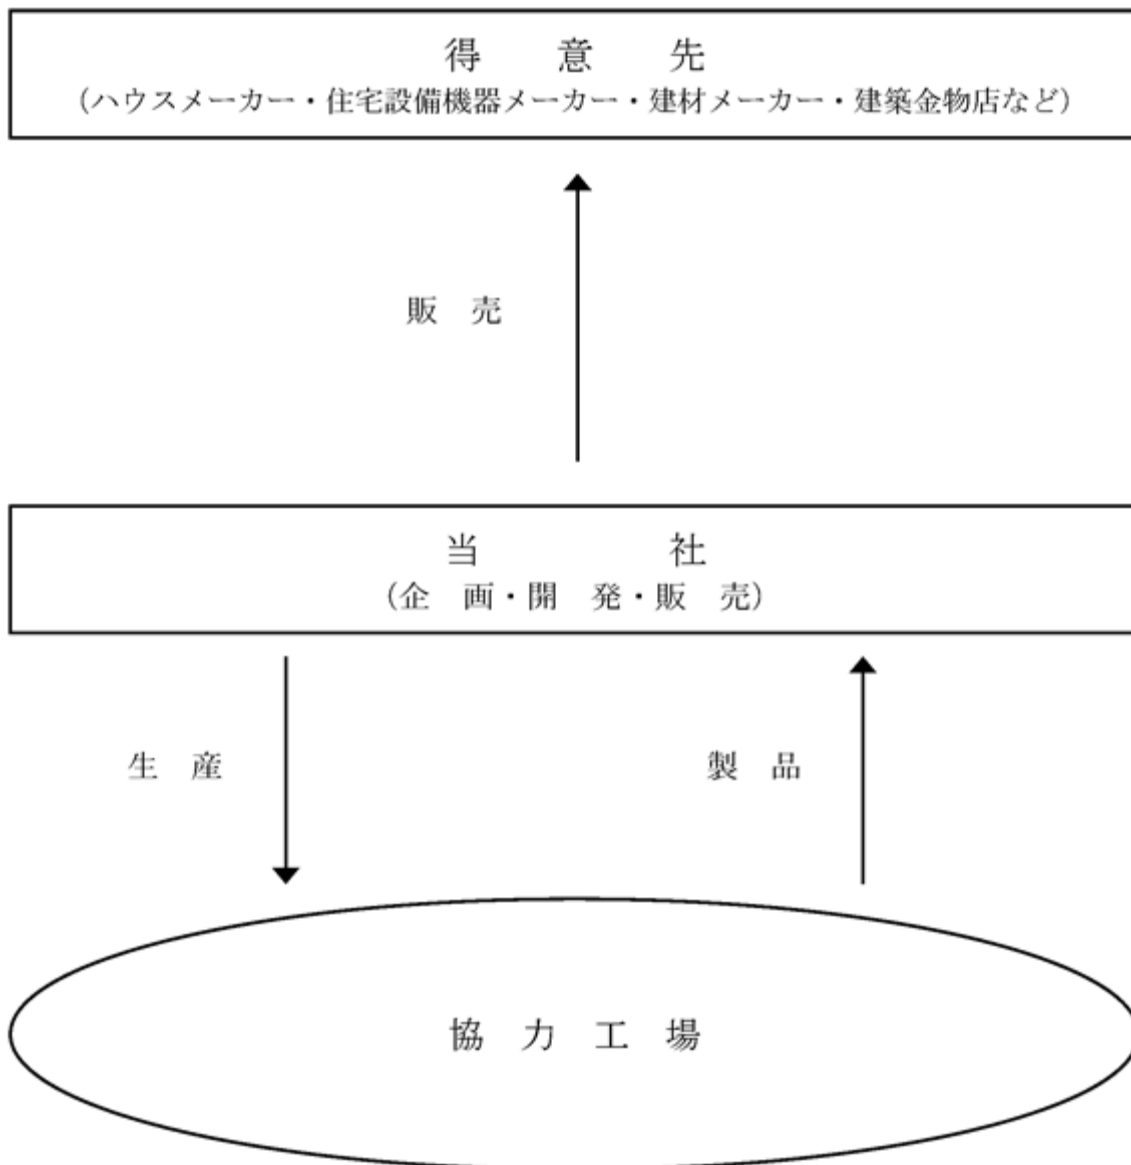 得　意　先
（ハウスメーカー・住宅設備機器メーカー・建材メーカー・建築金物店など）
販　売
当　　　社
（企　画・開　発・販　売）
生　産
製　品
協　力　工　場